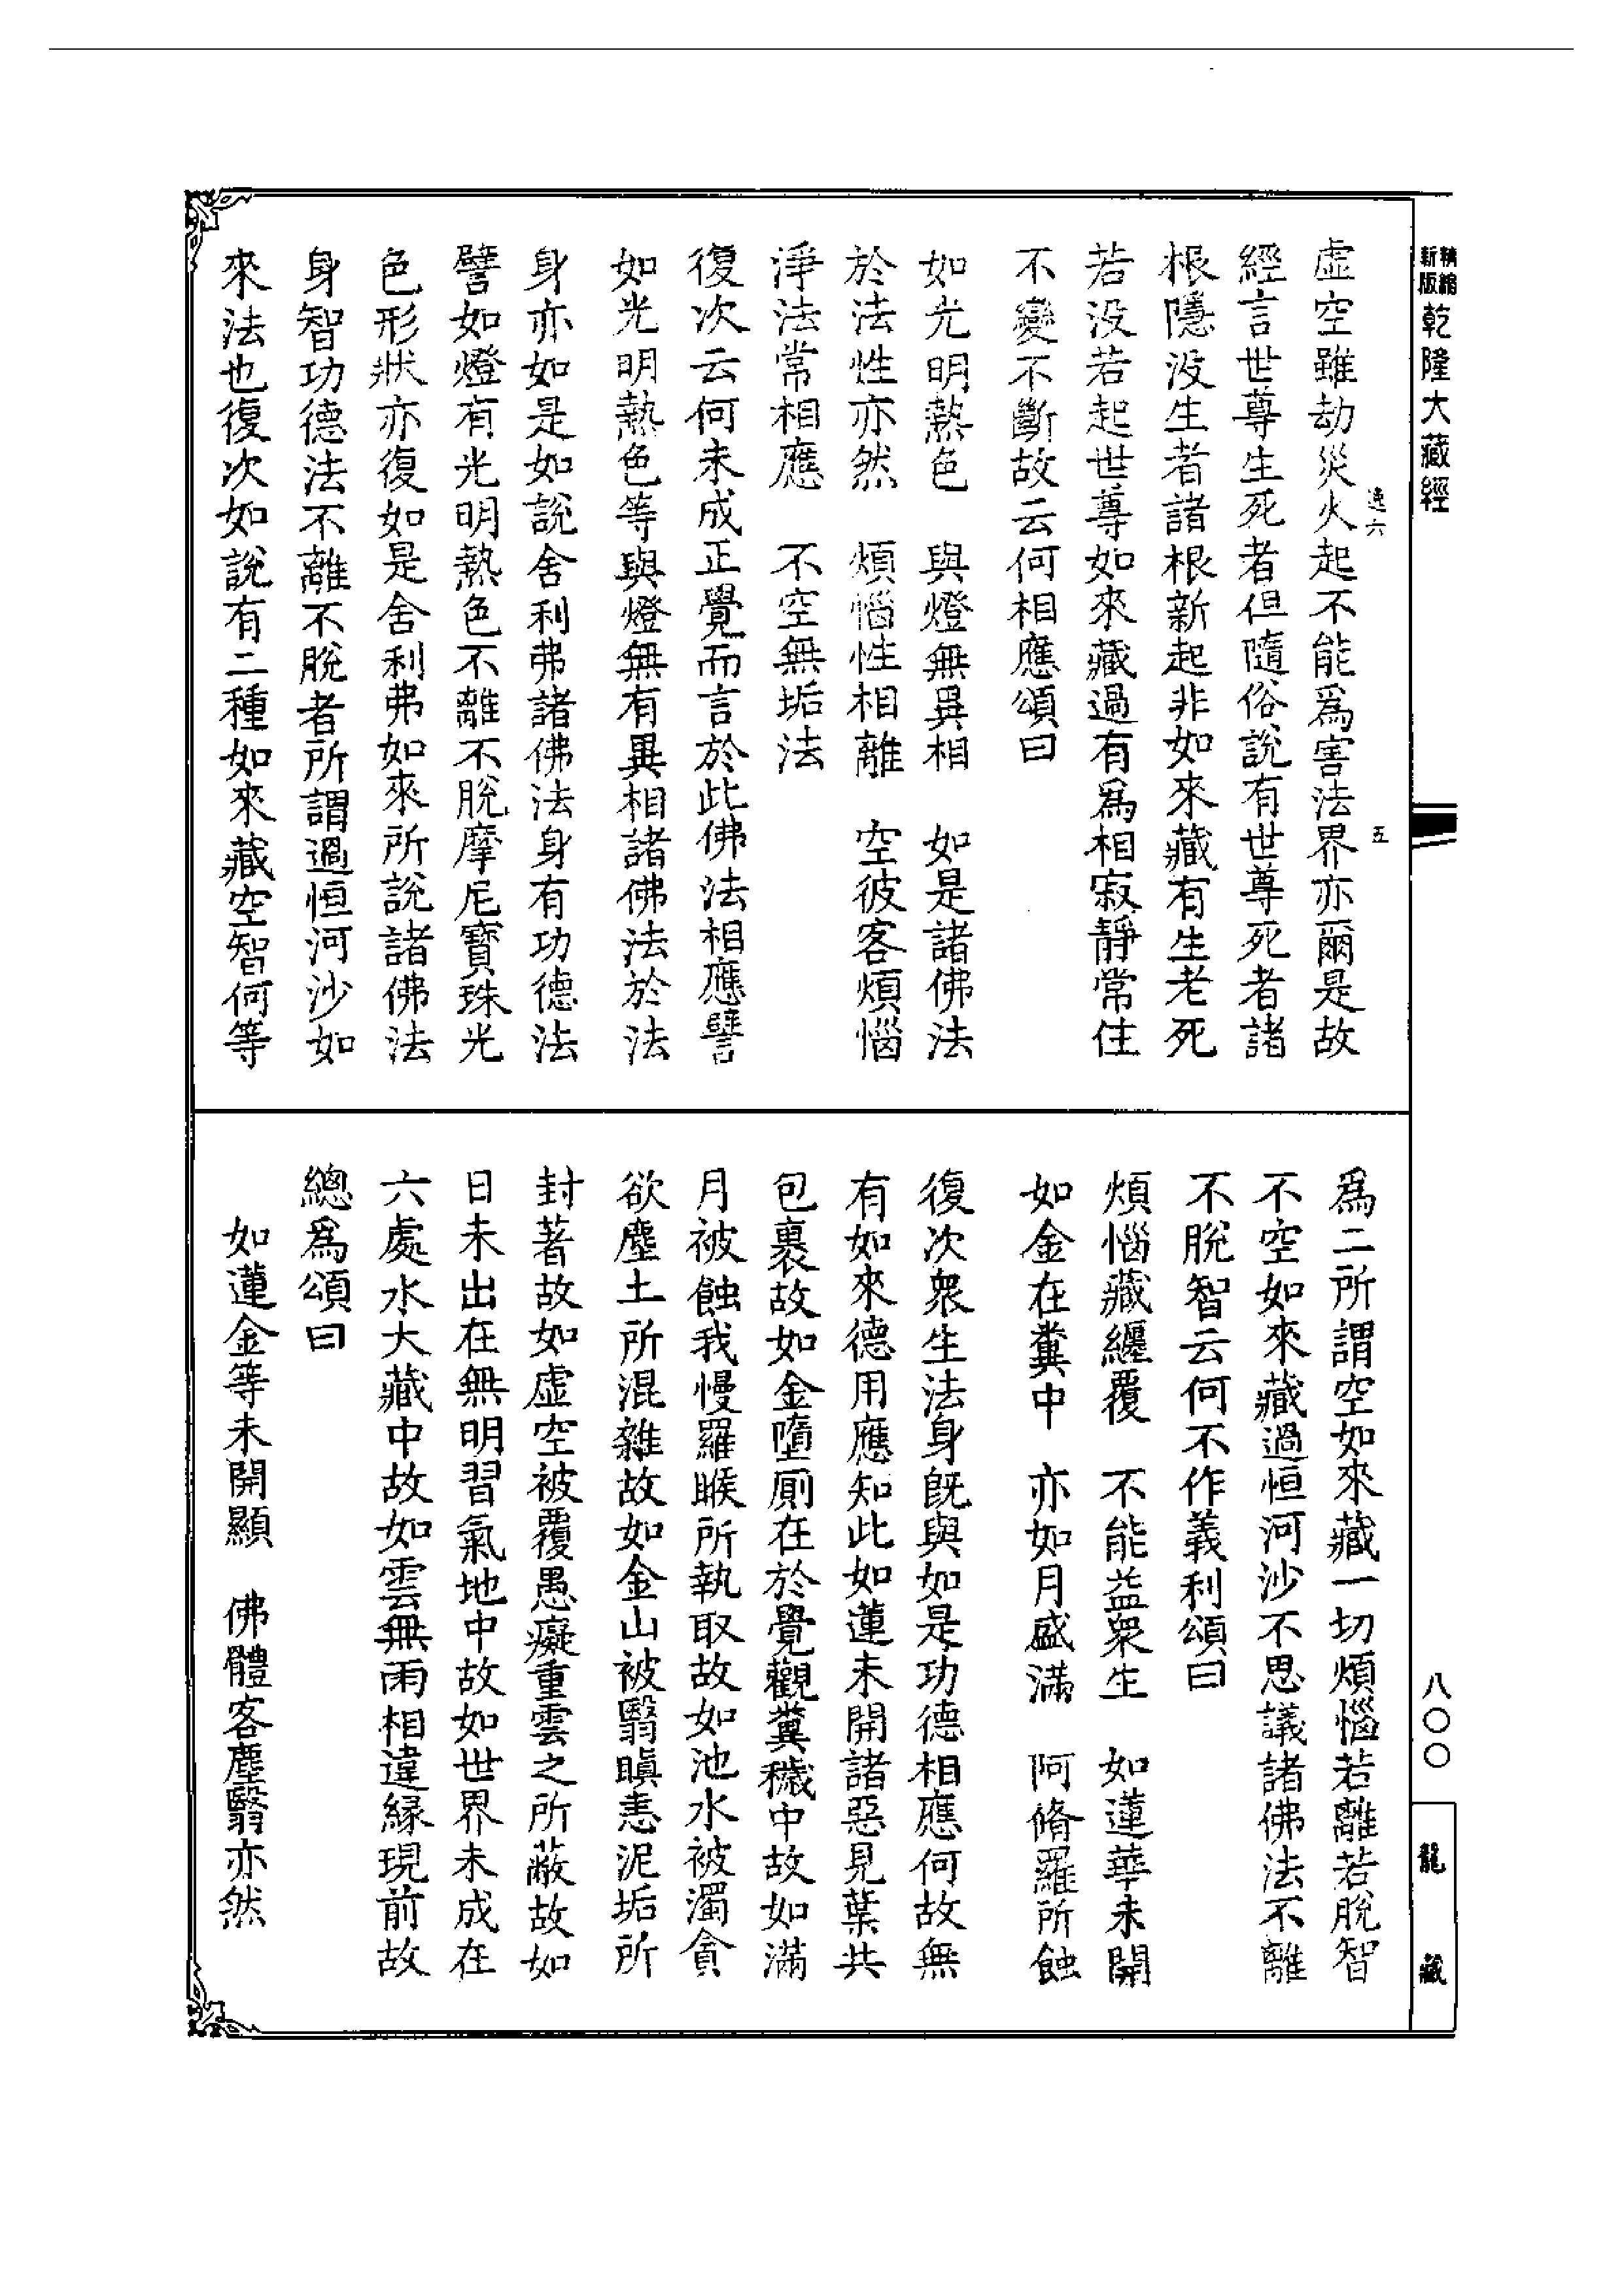 精縮
新版
乾隆大藏經
逸六
五
虛空雖劫災火起不能爲害法界亦爾是故
經言世尊生死者但隨俗說有世尊死者諸
根隱没生者諸根新起非如來藏有生老死
若没若起世尊如來藏過有爲相寂靜常住
不變不斷故云何相應頌曰
如光明熱色　與燈無異相　如是諸佛法
於法性亦然　煩惱性相離　空彼客煩惱
淨法常相應　不空無垢法
復次云何未成正覺而言於此佛法相應譬
如光明熱色等與燈無有異相諸佛法於法
身亦如是如說舍利弗諸佛法身有功德法
譬如燈有光明熱色不離不脫摩尼寶珠光
色形狀亦復如是舍利弗如來所說諸佛法
身智功德法不離不脫者所謂過恒河沙如
來法也復次如說有二種如來藏空智何等
爲二所謂空如來藏一切煩惱若離若脫智
不空如來藏過恒河沙不思議諸佛法不離
不脫智云何不作義利頌曰
煩惱藏纏覆　不能益衆生　如蓮華未開
如金在糞中　亦如月盛滿　阿脩羅所蝕
復次衆生法身旣與如是功德相應何故無
有如來德用應知此如蓮未開諸惡見葉共
包裹故如金墮厠在於覺觀糞穢中故如滿
月被蝕我慢羅睺所執取故如池水被濁貪
欲塵土所混雜故如金山被翳瞋恚泥垢所
封著故如虛空被覆愚癡重雲之所蔽故如
日未出在無明習氣地中故如世界未成在
六處水大藏中故如雲無雨相違緣現前故
總爲頌曰
如蓮金等未開顯　佛體客塵翳亦然
八〇〇
龍藏